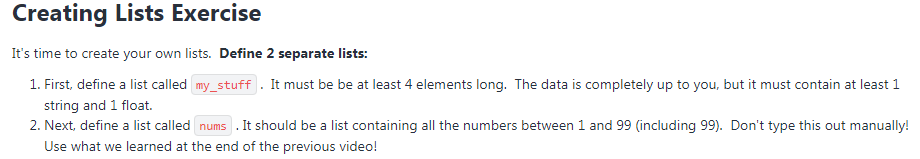 Creating Lists Exercise
It's time to create your own lists.  Define 2 separate lists:
1. First, define a list called my_stuff .  It must be be at least 4 elements long.  The data is completely up to you, but it must contain at least 1
string and 1 float.
2. Next, define a list called nums . It should be a list containing all the numbers between 1 and 99 (including 99).  Don't type this out manually!
Use what we learned at the end of the previous video!